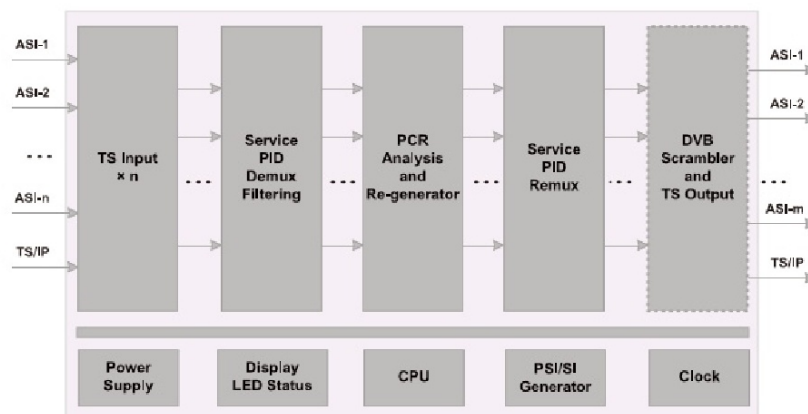 ASI-1
ASI-2
...
ASI-n
TS/IP
TS Input
× n
...
Service
PID
Demux
Filtering
...
PCR
Analysis
and
Re-generator
...
Service
PID
Remux
...
DVB
Scrambler
and
TS Output
ASI-1
ASI-2
...
ASI-m
TS/IP
Power
Supply
Display
LED Status
CPU
PSI/SI
Generator
Clock